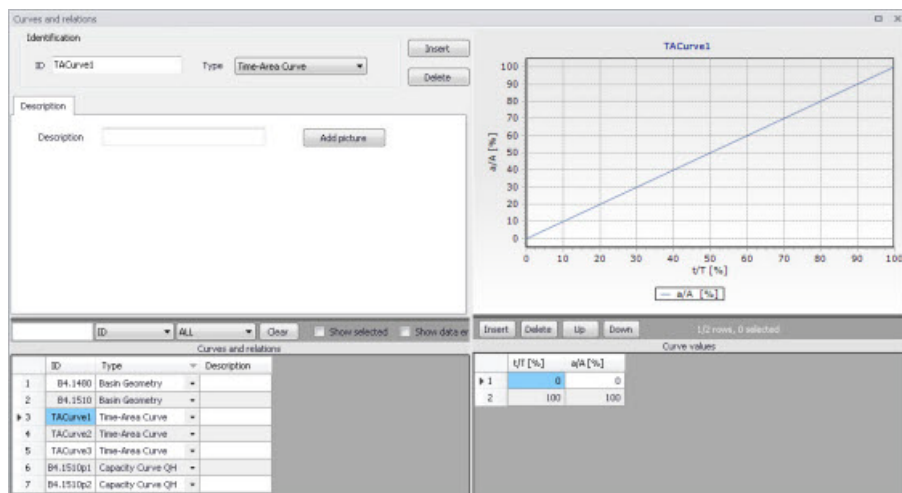 Curves and relations
Identification
ID TACurve1 Type Time-Area Curve
Insert
Delete
Description
Description Add picture
TACurve1
100
90
80
70
60
50
40
30
20
10
0
a/A [%]
0 10 20 30 40 50 60 70 80 90 100
t/T [%]
a/A [%]
ID ALL Clear Show selected Show data er
Insert Delete Up Down 1/2 rows, 0 selected
Curves and relations
ID Type Description
1 B4.1480 Basin Geometry
2 B4.1510 Basin Geometry
3 TACurve1 Time-Area Curve
4 TACurve2 Time-Area Curve
5 TACurve3 Time-Area Curve
6 B4.1510p1 Capacity Curve QH
7 B4.1510p2 Capacity Curve QH
Curve values
t/T [%] a/A [%]
1 0 0
2 100 100